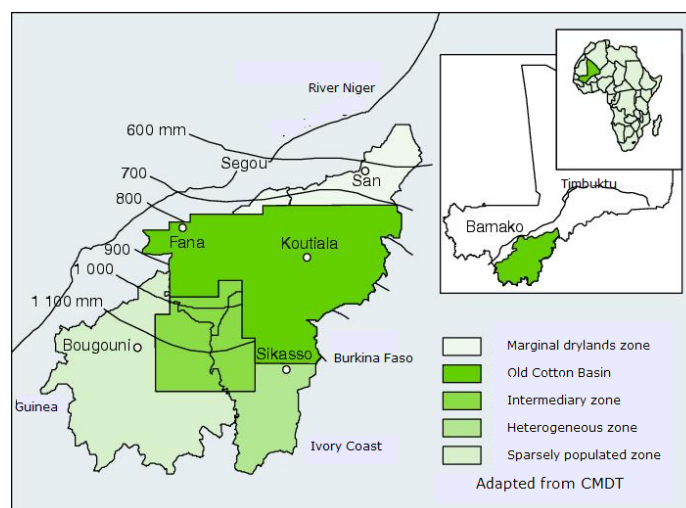 River Niger
600 mm
Segou
700
San
800
Fana
Koutiala
900
1 000
1 100 mm
Bougouni
Sikasso
Burkina Faso
Guinea
Ivory Coast
Timbuktu
Bamako
Marginal drylands zone
Old Cotton Basin
Intermediary zone
Heterogeneous zone
Sparsely populated zone
Adapted from CMDT